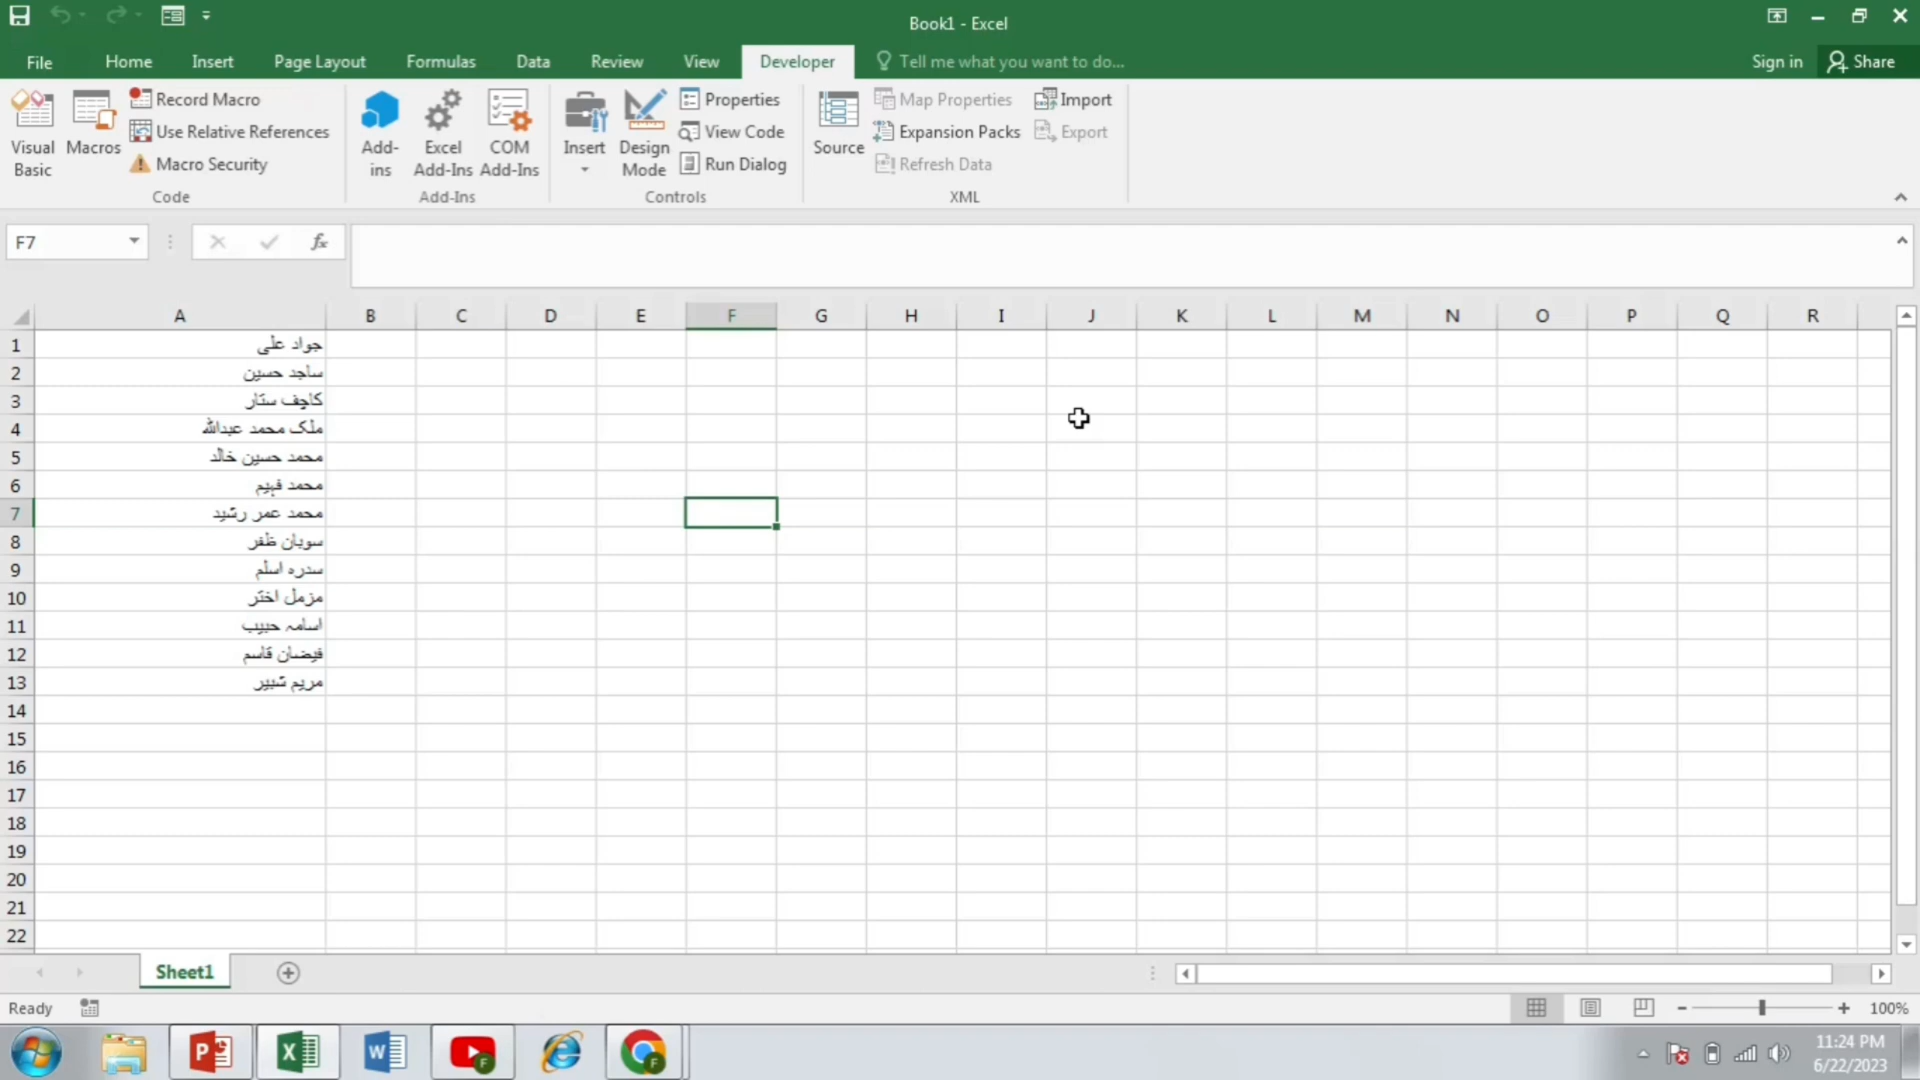 Book1 - Excel
File Home Insert Page Layout Formulas Data Review View Developer Tell me what you want to do... Sign in Share
Visual Basic
Macros
Record Macro
Use Relative References
Macro Security
Code
Add-ins
Excel Add-Ins
COM Add-Ins
Add-Ins
Insert
Design Mode
Properties
View Code
Run Dialog
Controls
Source
Map Properties
Expansion Packs
Refresh Data
Import
Export
XML
F7 fx
A B C D E F G H I J K L M N O P Q R
1 جواد علی
2 ساجد حسین
3 کاچف ستار
4 ملک محمد عبداللہ
5 محمد حسین خالد
6 محمد فہیم
7 محمد عمر رشید
8 سوبان ظفر
9 سدرہ اسلم
10 مزمل اختر
11 اسامہ حبیب
12 فیضان قاسم
13 مریم شبیر
14
15
16
17
18
19
20
21
22
Sheet1
Ready 100%
11:24 PM
6/22/2023